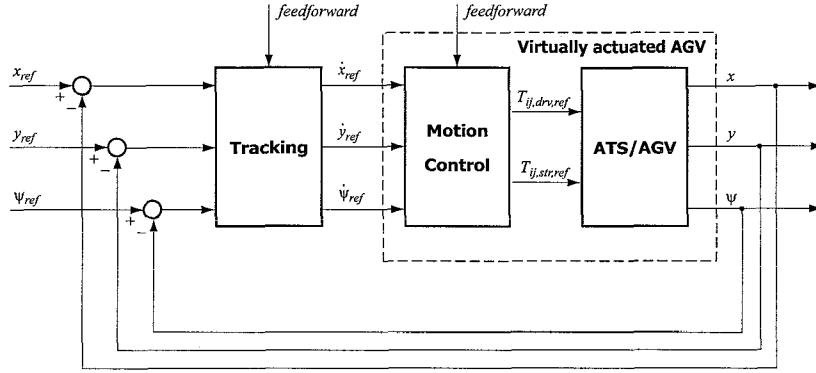 feedforward
feedforward
Virtually actuated AGV
x_ref
+
−
ẋ_ref
x
T_ij,drv,ref
y_ref
+
−
Tracking
ẏ_ref
Motion
Control
ATS/AGV
y
T_ij,str,ref
ψ_ref
+
−
ψ̇_ref
ψ